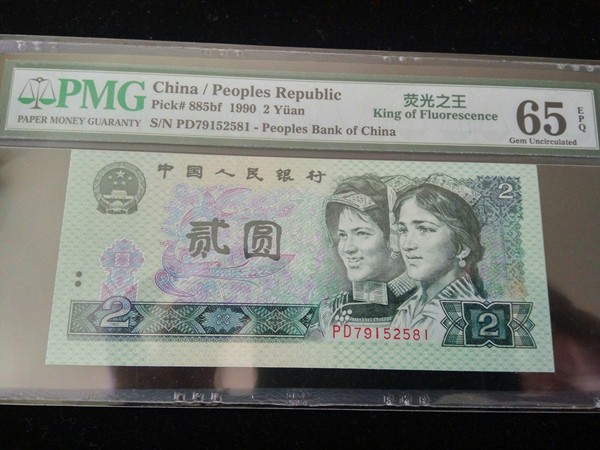 PMG
PAPER MONEY GUARANTY
China / Peoples Republic
Pick# 885bf 1990 2 Yüan
S/N PD79152581 - Peoples Bank of China
荧光之王
King of Fluorescence
65
EPQ
Gem Uncirculated
中国人民银行
2
贰圆
2
PD79152581
2